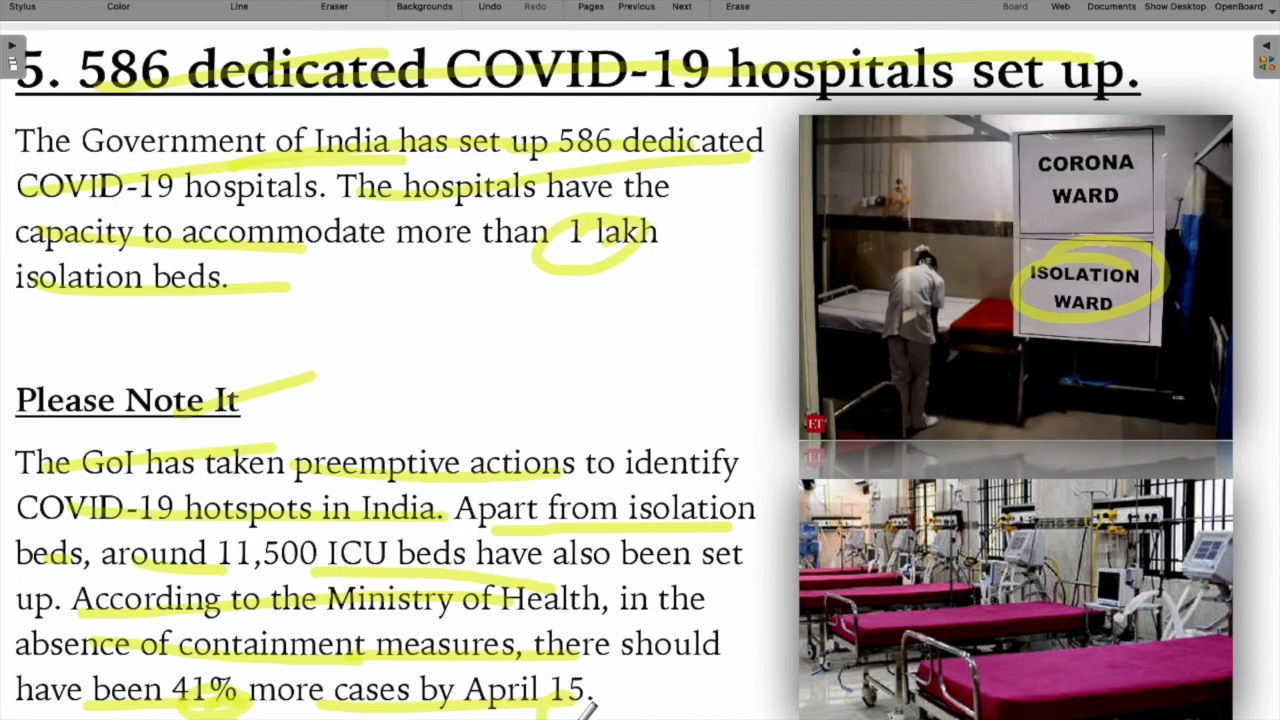 Stylus Color Line Eraser Backgrounds Undo Redo Pages Previous Next Erase Board Web Documents Show Desktop OpenBoard
5. 586 dedicated COVID-19 hospitals set up.
The Government of India has set up 586 dedicated
COVID-19 hospitals. The hospitals have the
capacity to accommodate more than 1 lakh
isolation beds.
Please Note It
The GoI has taken preemptive actions to identify
COVID-19 hotspots in India. Apart from isolation
beds, around 11,500 ICU beds have also been set
up. According to the Ministry of Health, in the
absence of containment measures, there should
have been 41% more cases by April 15.
CORONA
WARD
ISOLATION
WARD
ET